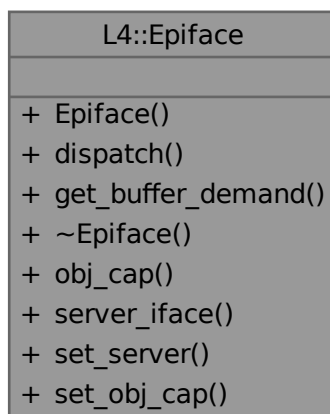 L4::Epiface
+ Epiface()
+ dispatch()
+ get_buffer_demand()
+ ~Epiface()
+ obj_cap()
+ server_iface()
+ set_server()
+ set_obj_cap()